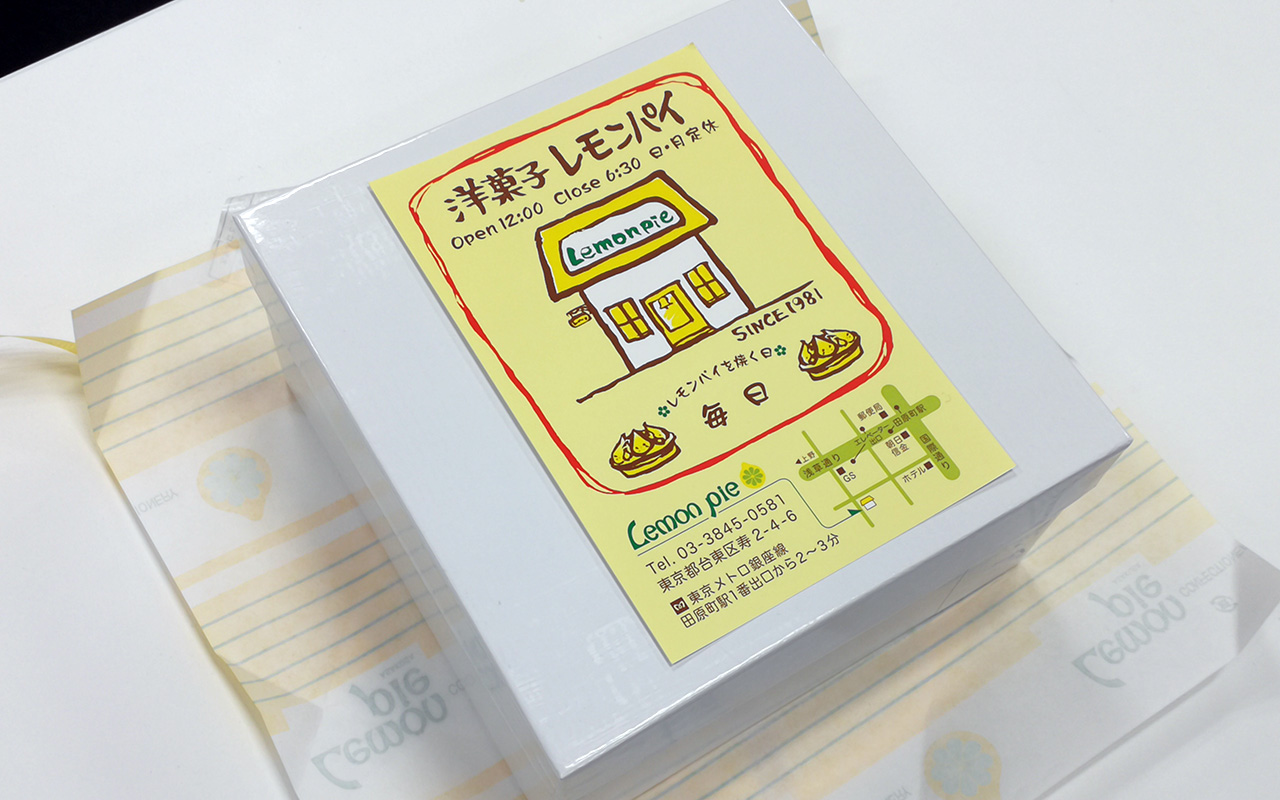 洋菓子 レモンパイ
Open 12:00 Close 6:30 日・月定休
Lemon pie
SINCE 1981
レモンパイを焼く日
毎日
郵便局
田原町駅
エレベーター
出口
朝日
信金
国際通り
上野
浅草通り
GS
ホテル
Lemon pie
Tel. 03-3845-0581
東京都台東区寿 2-4-6
東京メトロ銀座線
田原町駅1番出口から2〜3分
IONERY
Lemon
pie
Lemon
pie